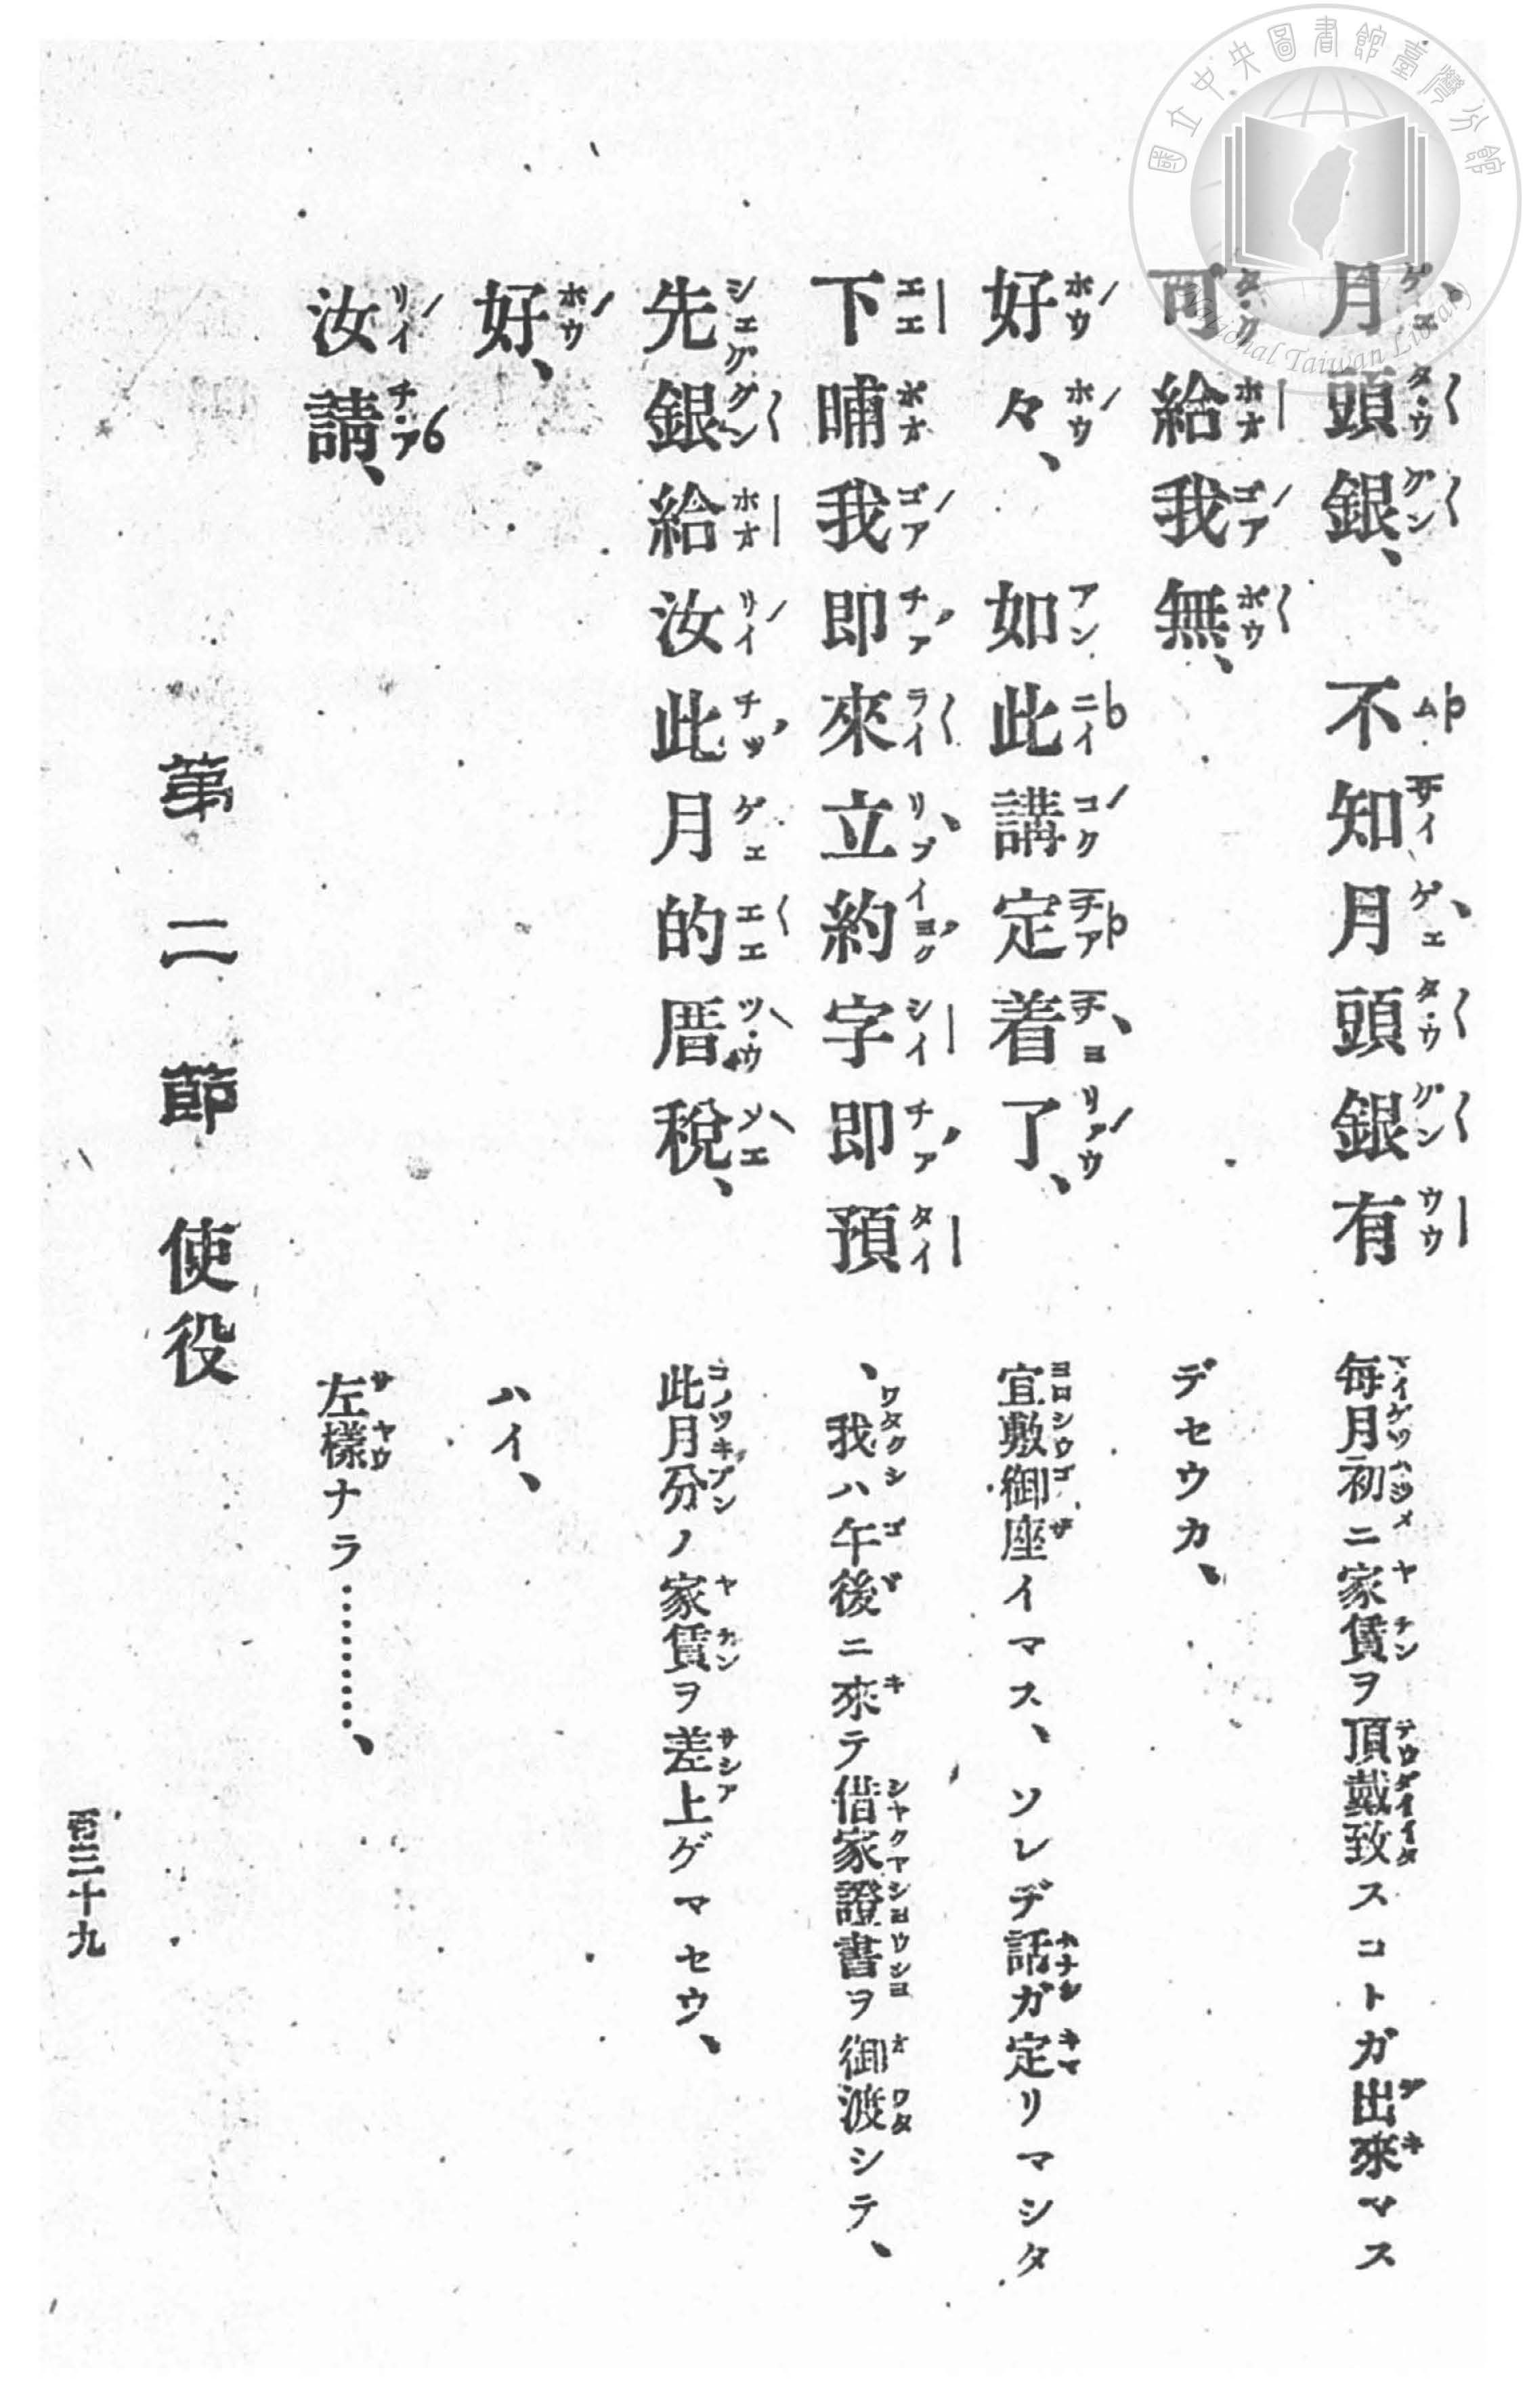 月頭銀、 不知月頭銀有
可給我無、
好々、 如此講定着了、
下晡我即來立約字即預
先銀給汝此月的厝稅、
好、
汝請、
每月初ニ家賃ヲ頂戴致スコトガ出來マス
デセウカ、
宜敷御座イマス、ソレデ話ガ定リマシタ
、我ハ午後ニ來テ借家證書ヲ御渡シテ、
此月分ノ家賃ヲ差上ゲマセウ、
ハイ、
左樣ナラ…………、
第二節 使役
百三十九
國立中央圖書館臺灣分館
National Taiwan Library